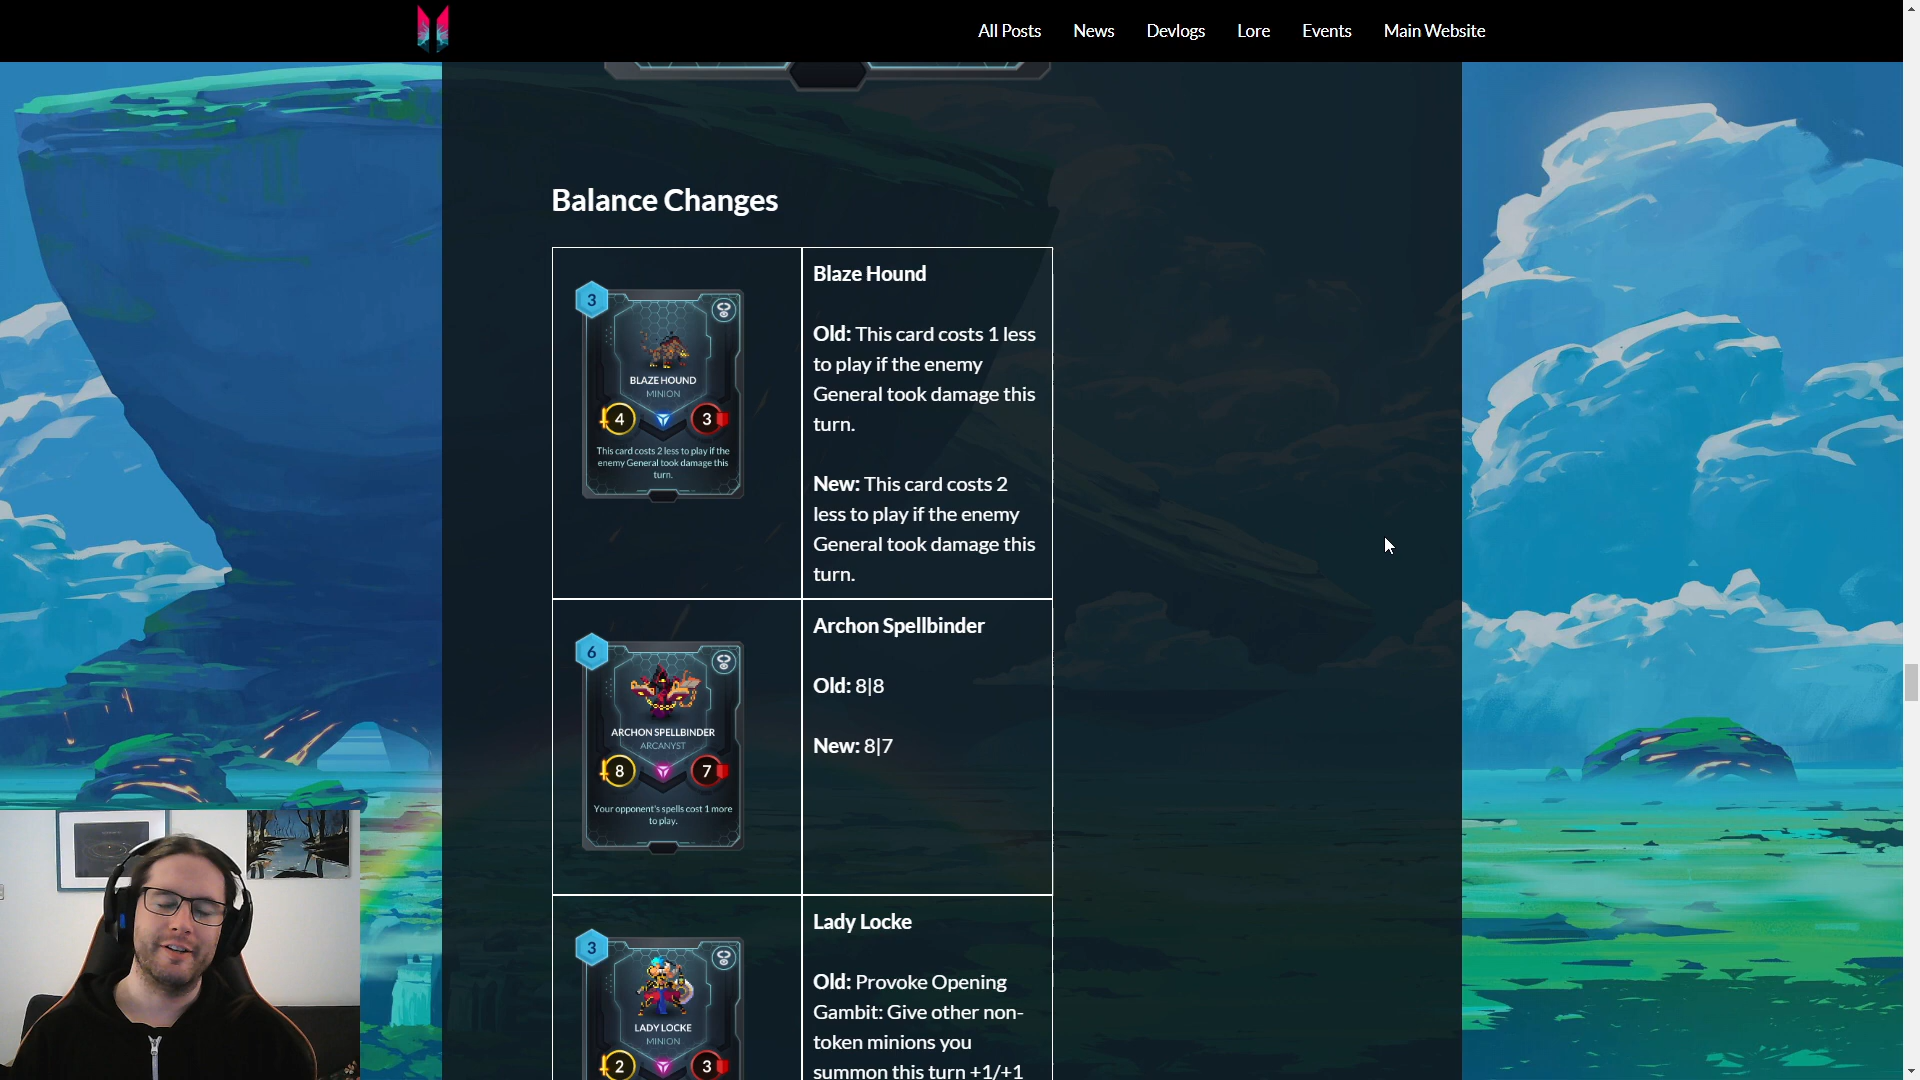 All Posts News Devlogs Lore Events Main Website
Balance Changes
3
BLAZE HOUND
MINION
4 3
This card costs 2 less to play if the
enemy General took damage this
turn.
Blaze Hound
Old: This card costs 1 less
to play if the enemy
General took damage this
turn.
New: This card costs 2
less to play if the enemy
General took damage this
turn.
6
ARCHON SPELLBINDER
ARCANYST
8 7
Your opponent's spells cost 1 more
to play.
Archon Spellbinder
Old: 8|8
New: 8|7
3
LADY LOCKE
MINION
2 3
Lady Locke
Old: Provoke Opening
Gambit: Give other non-
token minions you
summon this turn +1/+1